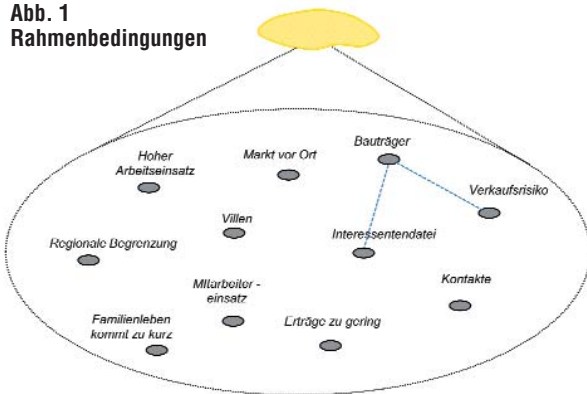 Abb. 1
Rahmenbedingungen
Bauträger
Hoher
Arbeitseinsatz
Markt vor Ort
Verkaufsrisiko
Villen
Regionale Begrenzung
Interessentendatei
MItarbeiter -
einsatz
Kontakte
Familienleben
kommt zu kurz
Erträge zu gering